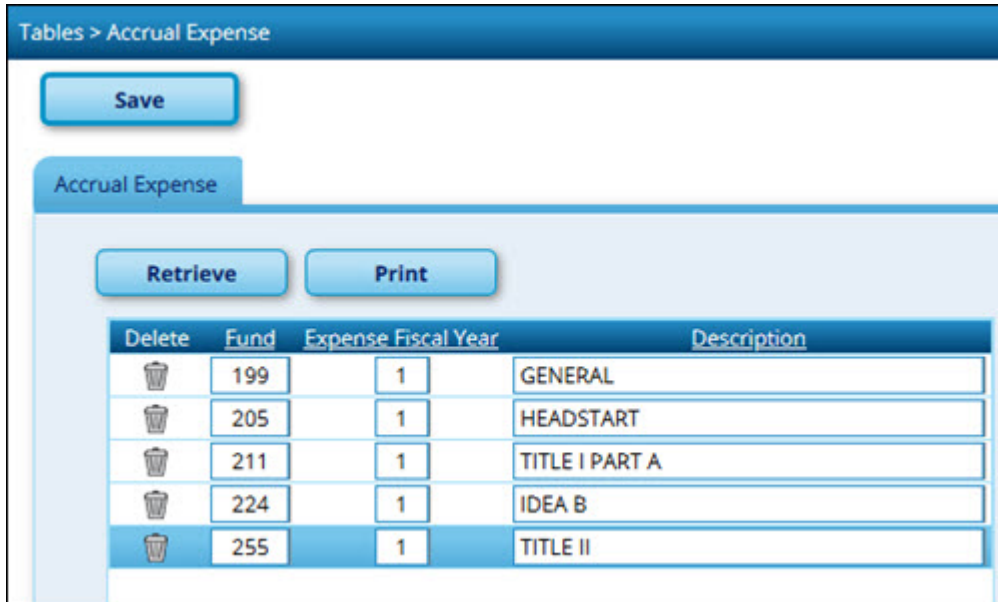 Tables > Accrual Expense
Save
Accrual Expense
Retrieve Print
Delete Fund Expense Fiscal Year Description
199 1 GENERAL
205 1 HEADSTART
211 1 TITLE I PART A
224 1 IDEA B
255 1 TITLE II